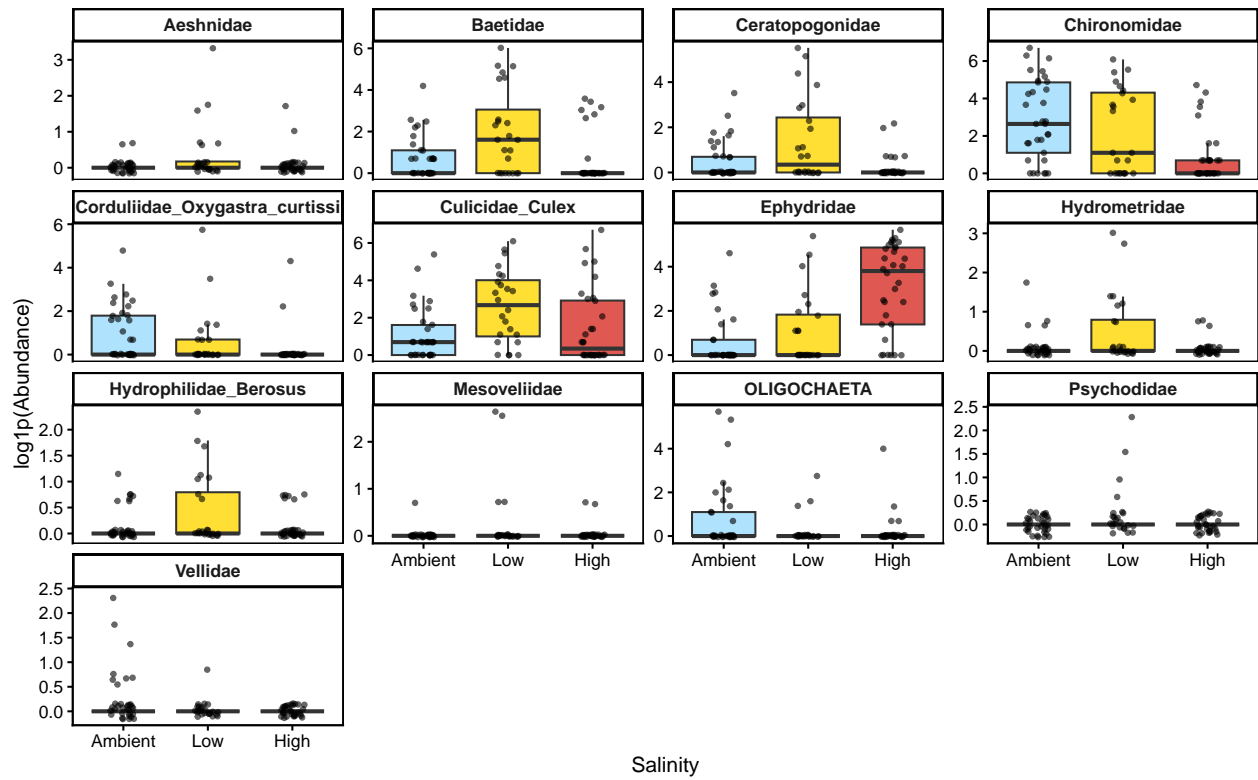 Aeshnidae
Baetidae
Ceratopogonidae
Chironomidae
3
2
1
0
6
4
2
0
4
2
0
6
4
2
0
Corduliidae_Oxygastra_curtissi
Culicidae_Culex
Ephydridae
Hydrometridae
6
4
2
0
6
4
2
0
4
2
0
3
2
1
0
Hydrophilidae_Berosus
Mesoveliidae
OLIGOCHAETA
Psychodidae
2.0
1.5
1.0
0.5
0.0
2
1
0
4
2
0
2.5
2.0
1.5
1.0
0.5
0.0
Ambient Low High
Ambient Low High
Ambient Low High
Vellidae
2.5
2.0
1.5
1.0
0.5
0.0
Ambient Low High
log1p(Abundance)
Salinity